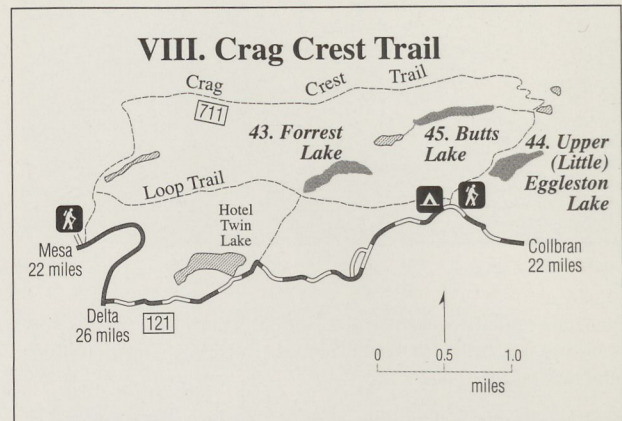 VIII. Crag Crest Trail
Crag Crest Trail
711
43. Forrest
Lake
45. Butts
Lake
44. Upper
(Little)
Eggleston
Lake
Loop Trail
Hotel
Twin
Lake
Mesa
22 miles
Collbran
22 miles
Delta
26 miles
121
0 0.5 1.0
miles